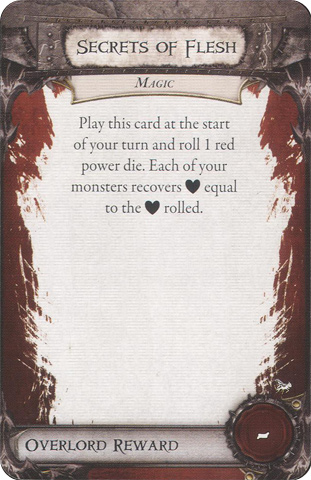 Secrets of Flesh
Magic
Play this card at the start
of your turn and roll 1 red
power die. Each of your
monsters recovers ♥ equal
to the ♥ rolled.
Overlord Reward